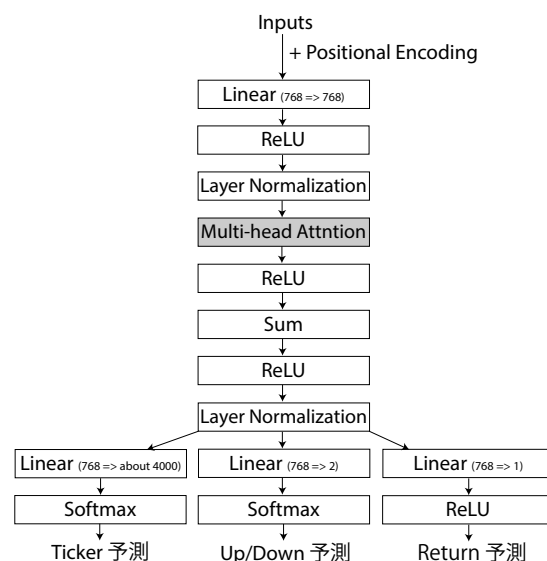 Inputs
+ Positional Encoding
Linear (768 => 768)
ReLU
Layer Normalization
Multi-head Attntion
ReLU
Sum
ReLU
Layer Normalization
Linear (768 => about 4000) Linear (768 => 2) Linear (768 => 1)
Softmax Softmax ReLU
Ticker 予測 Up/Down 予測 Return 予測